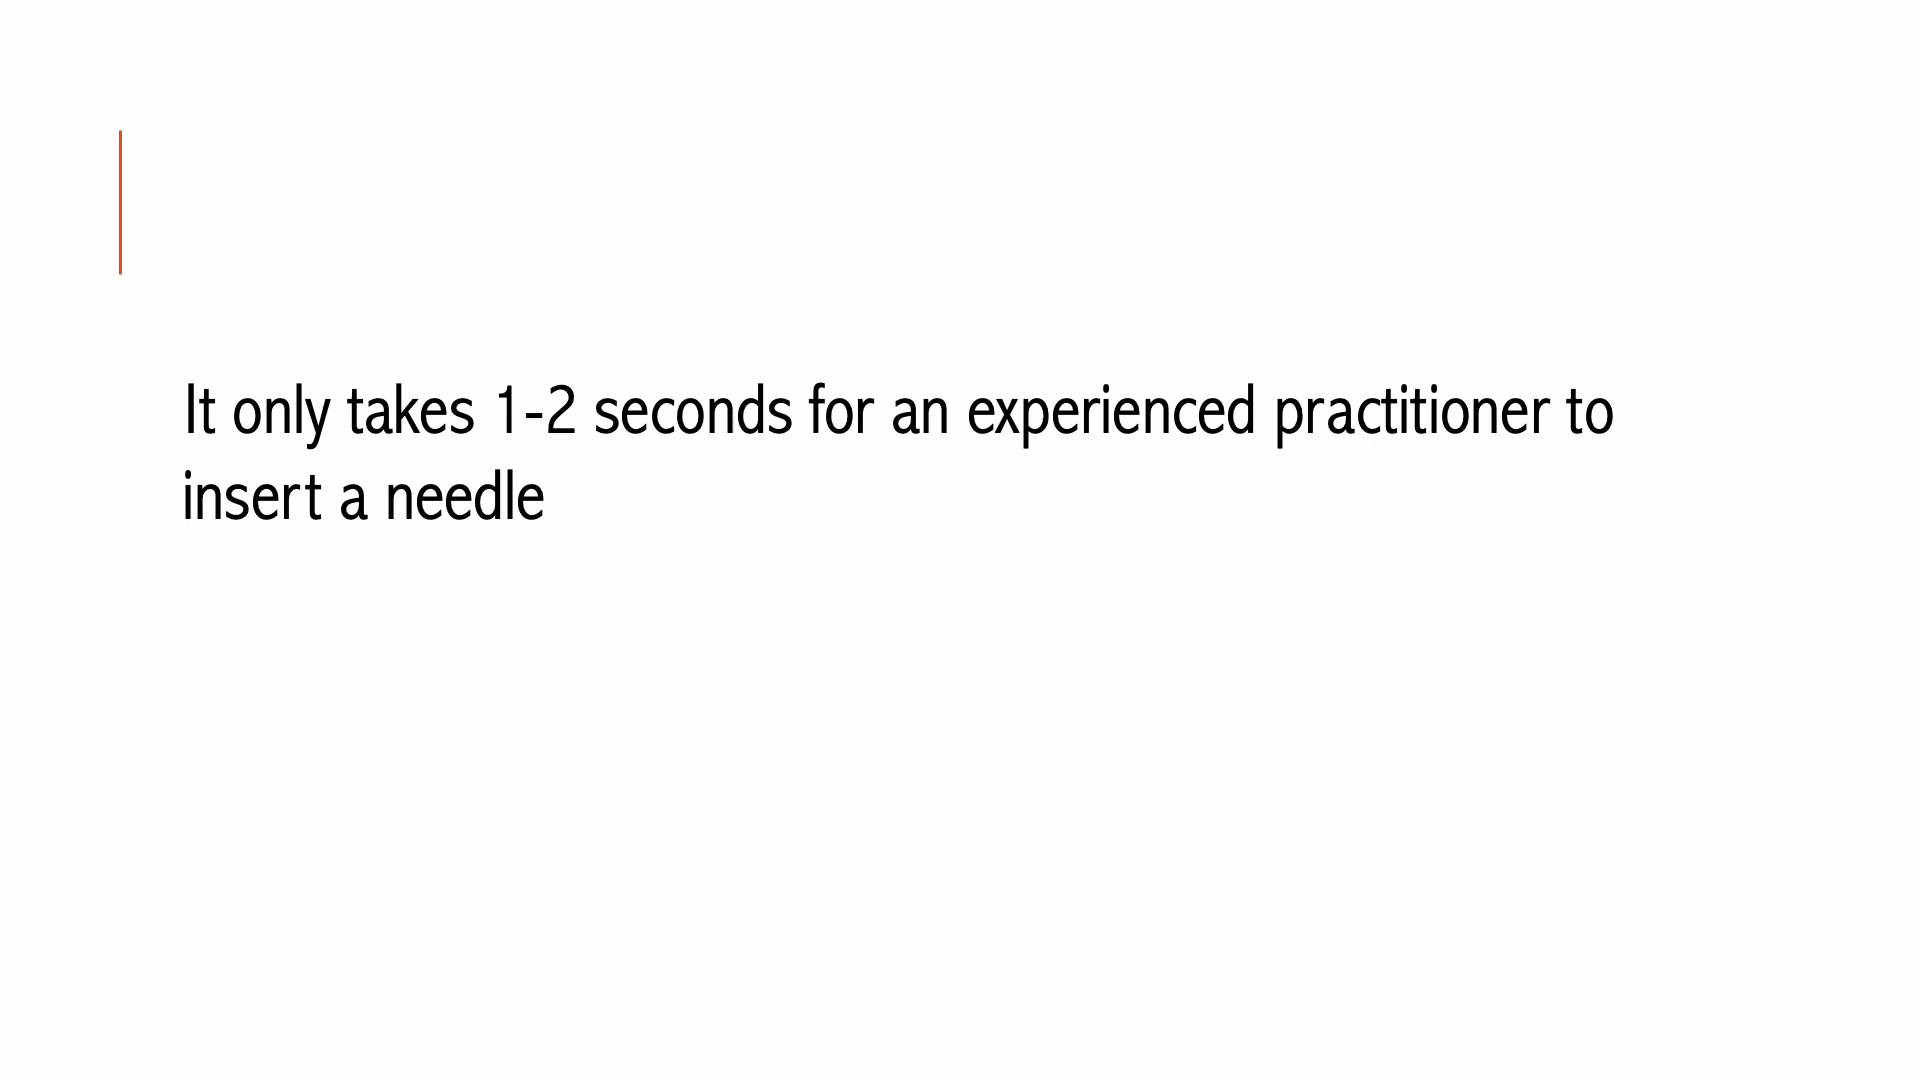 It only takes 1-2 seconds for an experienced practitioner to
insert a needle